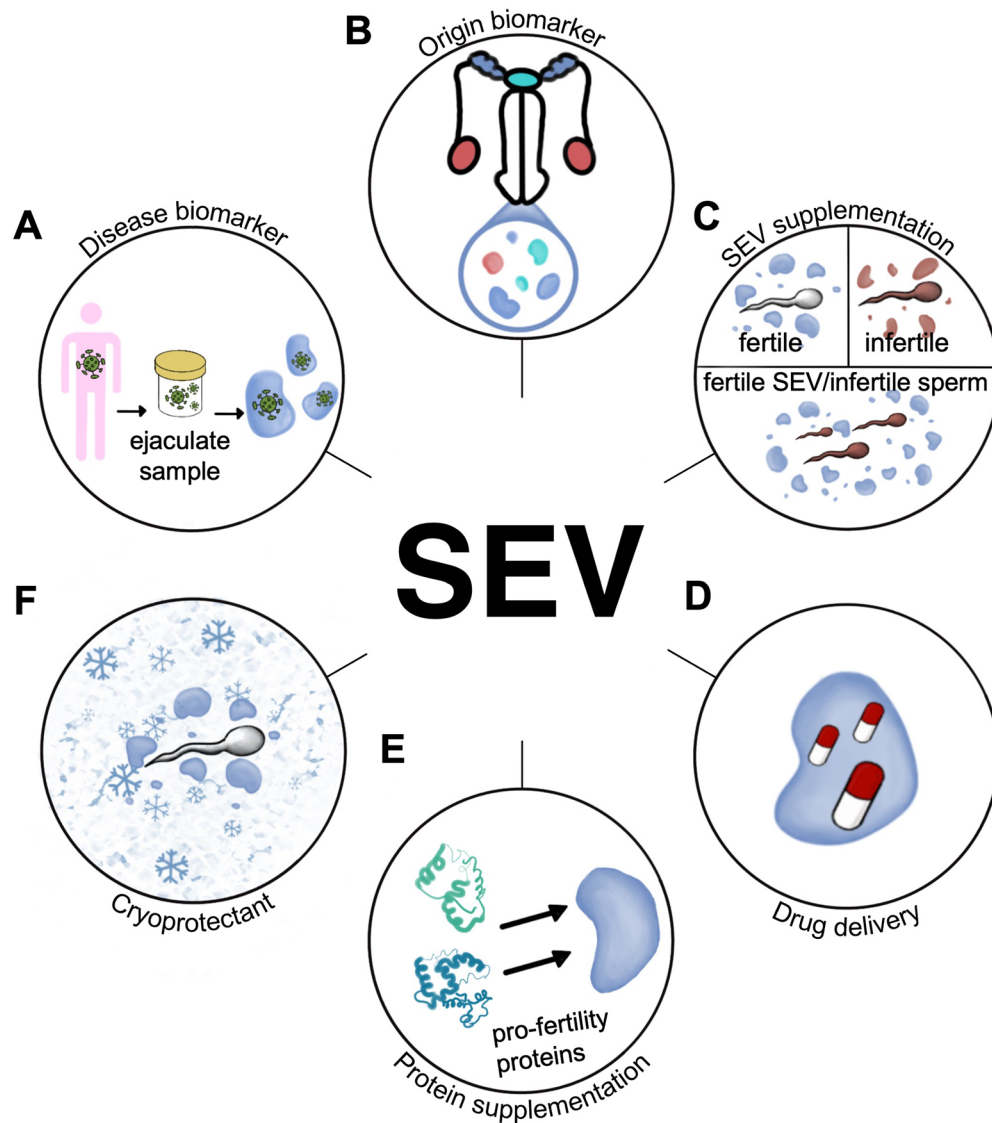 B
Origin biomarker
A
Disease biomarker
ejaculate
sample
C
SEV supplementation
fertile
infertile
fertile SEV/infertile sperm
SEV
F
Cryoprotectant
D
Drug delivery
E
pro-fertility
proteins
Protein supplementation